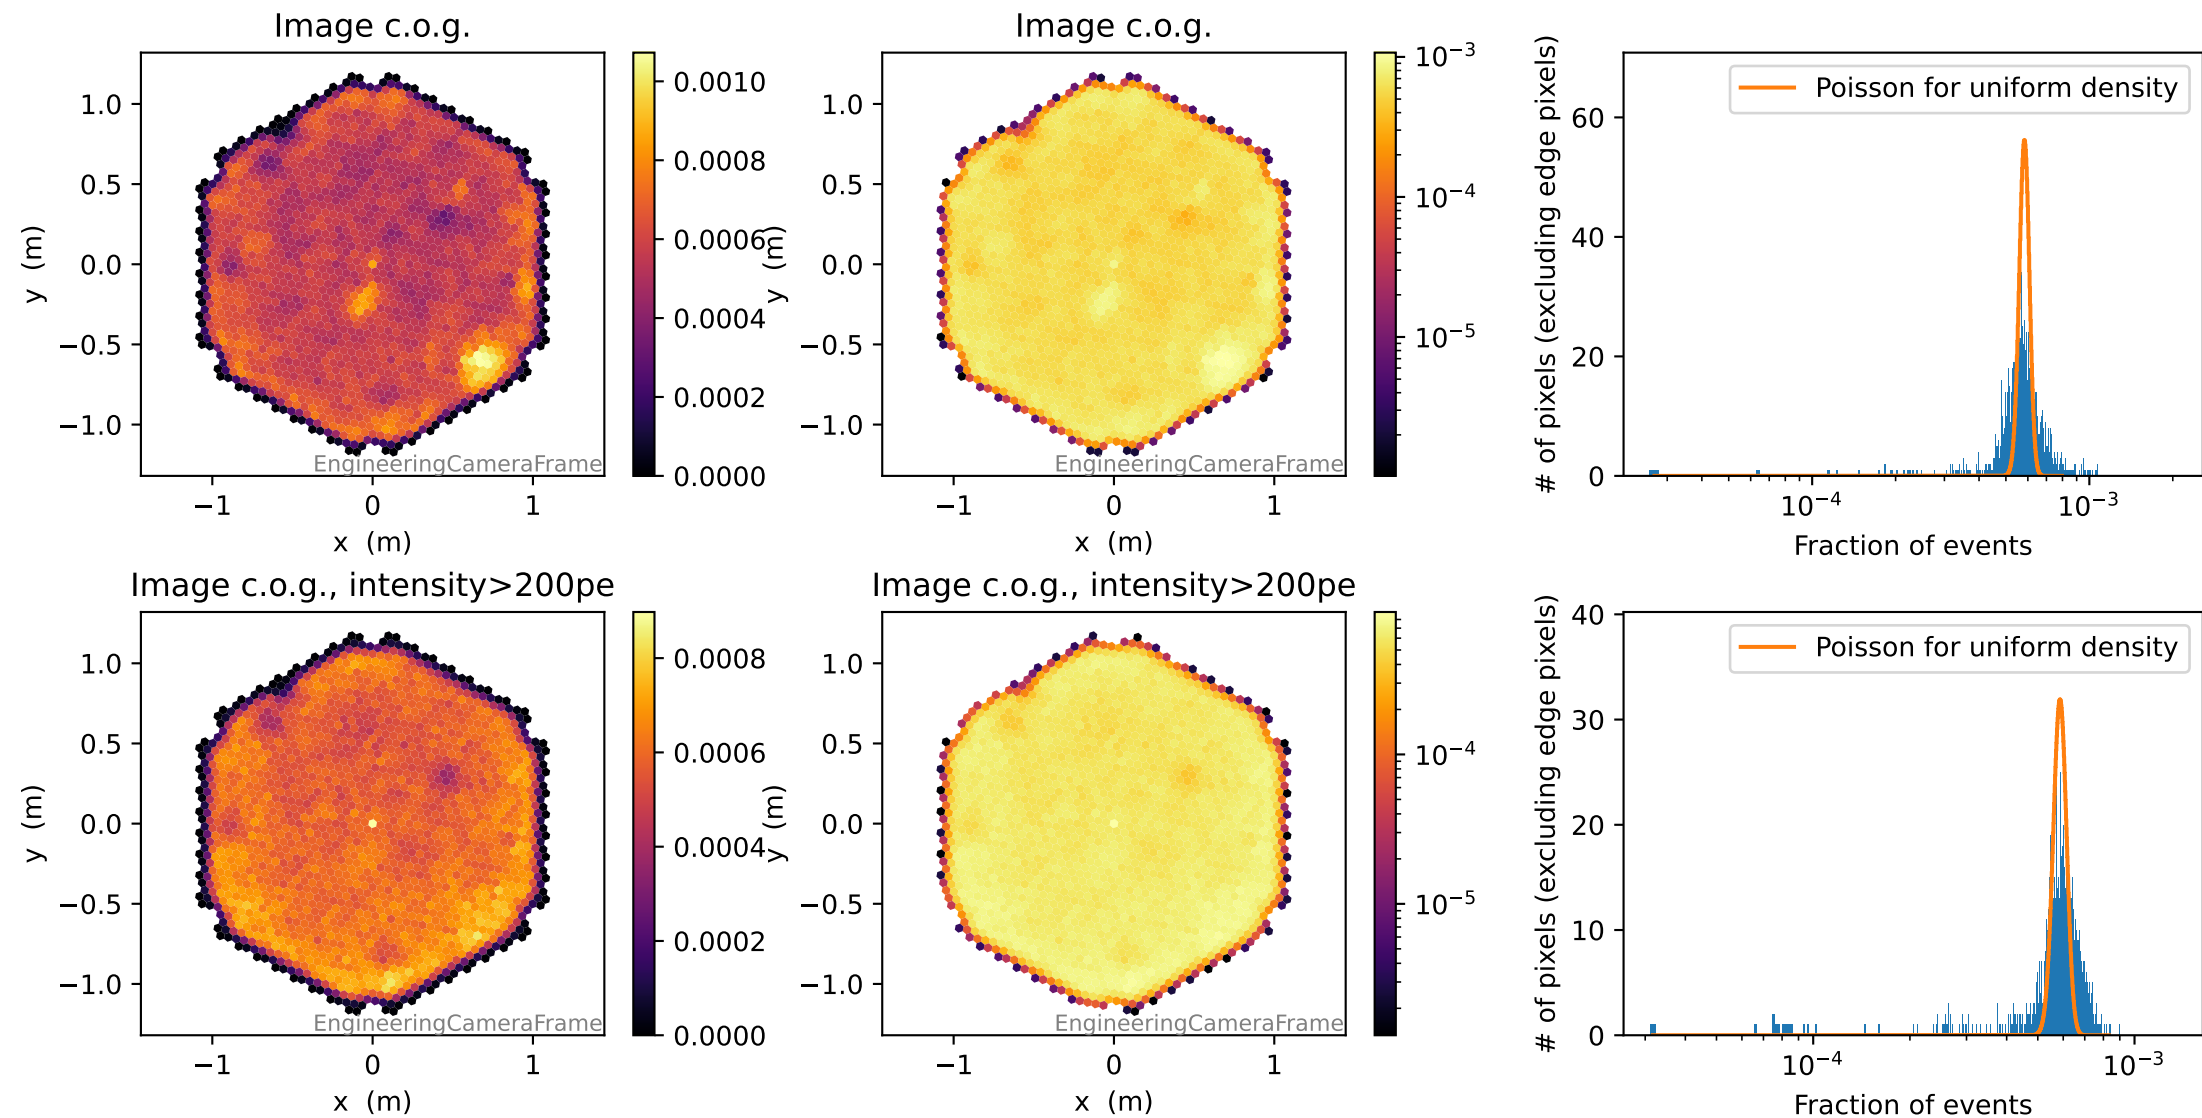 Image c.o.g.
1.0
0.5
0.0
−0.5
−1.0
y (m)
−1
0
1
x (m)
EngineeringCameraFrame
0.0010
0.0008
0.0006
0.0004
0.0002
0.0000
Image c.o.g.
1.0
0.5
0.0
−0.5
−1.0
y (m)
−1
0
1
x (m)
EngineeringCameraFrame
10⁻³
10⁻⁴
10⁻⁵
Poisson for uniform density
60
40
20
0
# of pixels (excluding edge pixels)
10⁻⁴
10⁻³
Fraction of events
Image c.o.g., intensity>200pe
1.0
0.5
0.0
−0.5
−1.0
y (m)
−1
0
1
x (m)
EngineeringCameraFrame
0.0008
0.0006
0.0004
0.0002
0.0000
Image c.o.g., intensity>200pe
1.0
0.5
0.0
−0.5
−1.0
y (m)
−1
0
1
x (m)
EngineeringCameraFrame
10⁻⁴
10⁻⁵
Poisson for uniform density
40
30
20
10
0
# of pixels (excluding edge pixels)
10⁻⁴
10⁻³
Fraction of events